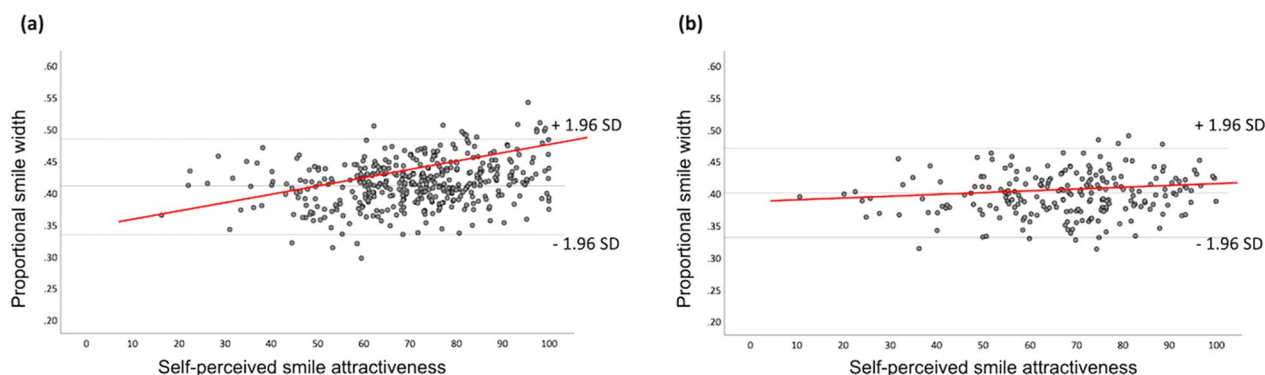 (a)
Proportional smile width
.60
.55
.50
.45
.40
.35
.30
.25
.20
+ 1.96 SD
- 1.96 SD
0 10 20 30 40 50 60 70 80 90 100
Self-perceived smile attractiveness
(b)
Proportional smile width
.60
.55
.50
.45
.40
.35
.30
.25
.20
+ 1.96 SD
- 1.96 SD
0 10 20 30 40 50 60 70 80 90 100
Self-perceived smile attractiveness